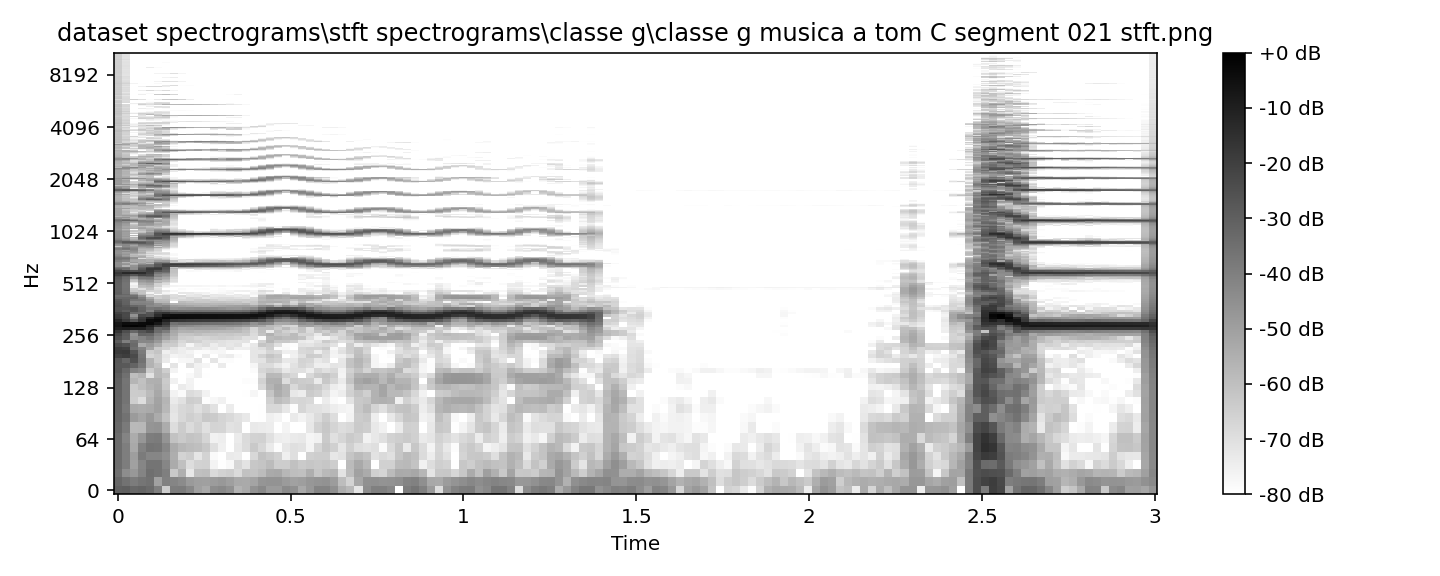 dataset spectrograms\stft spectrograms\classe g\classe g musica a tom C segment 021 stft.png
8192
4096
2048
1024
512
256
128
64
0
Hz
0
0.5
1
1.5
2
2.5
3
Time
+0 dB
-10 dB
-20 dB
-30 dB
-40 dB
-50 dB
-60 dB
-70 dB
-80 dB